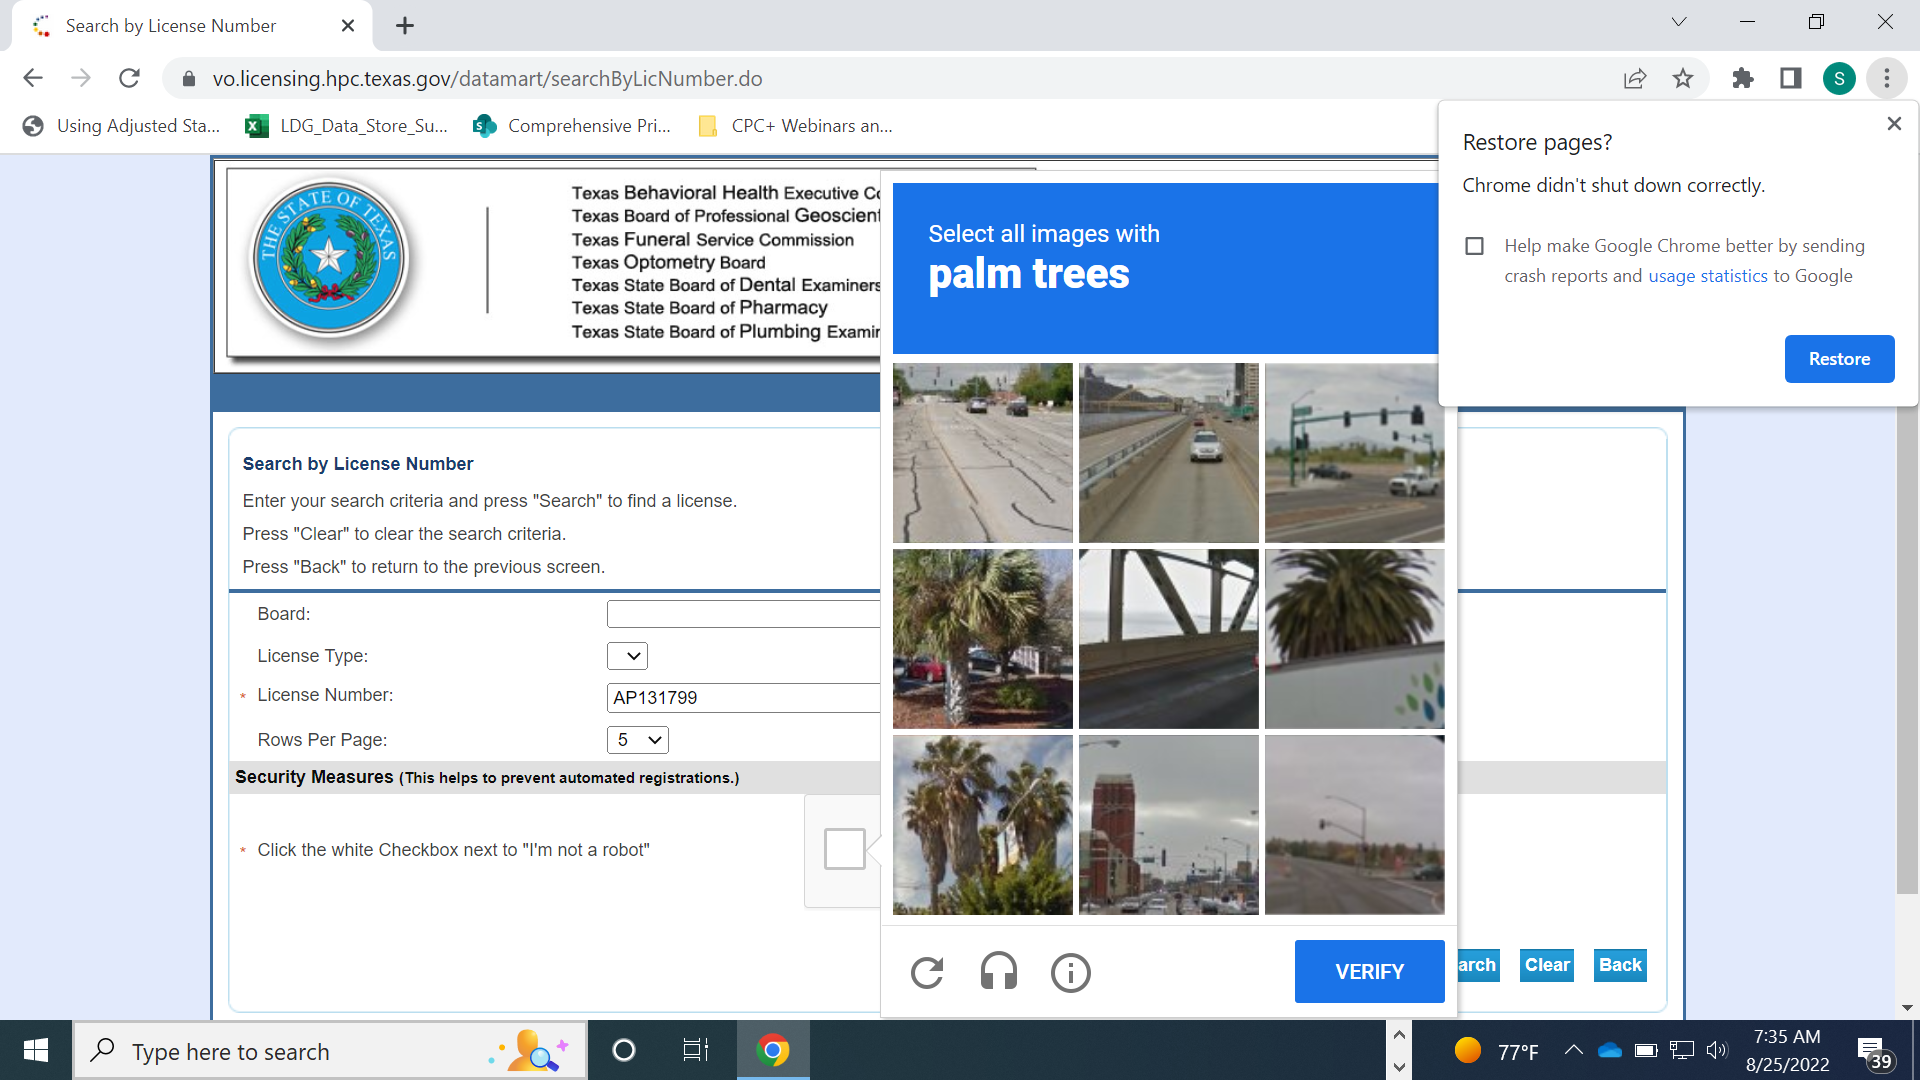 Search by License Number
vo.licensing.hpc.texas.gov/datamart/searchByLicNumber.do
S
Using Adjusted Sta...
LDG_Data_Store_Su...
Comprehensive Pri...
CPC+ Webinars an...
Restore pages?
Chrome didn't shut down correctly.
Help make Google Chrome better by sending
crash reports and usage statistics to Google
Restore
THE STATE OF TEXAS
Texas Behavioral Health Executive
Texas Board of Professional
Texas Funeral Service Commission
Texas Optometry Board
Texas State Board of Dental Examiners
Texas State Board of Pharmacy
Texas State Board of Plumbing
Select all images with
palm trees
Search by License Number
Enter your search criteria and press "Search" to find a license.
Press "Clear" to clear the search criteria.
Press "Back" to return to the previous screen.
Board:
License Type:
* License Number:
AP131799
Rows Per Page:
5
Security Measures (This helps to prevent automated registrations.)
* Click the white Checkbox next to "I'm not a robot"
VERIFY
arch
Clear
Back
Type here to search
77°F
7:35 AM
8/25/2022
39